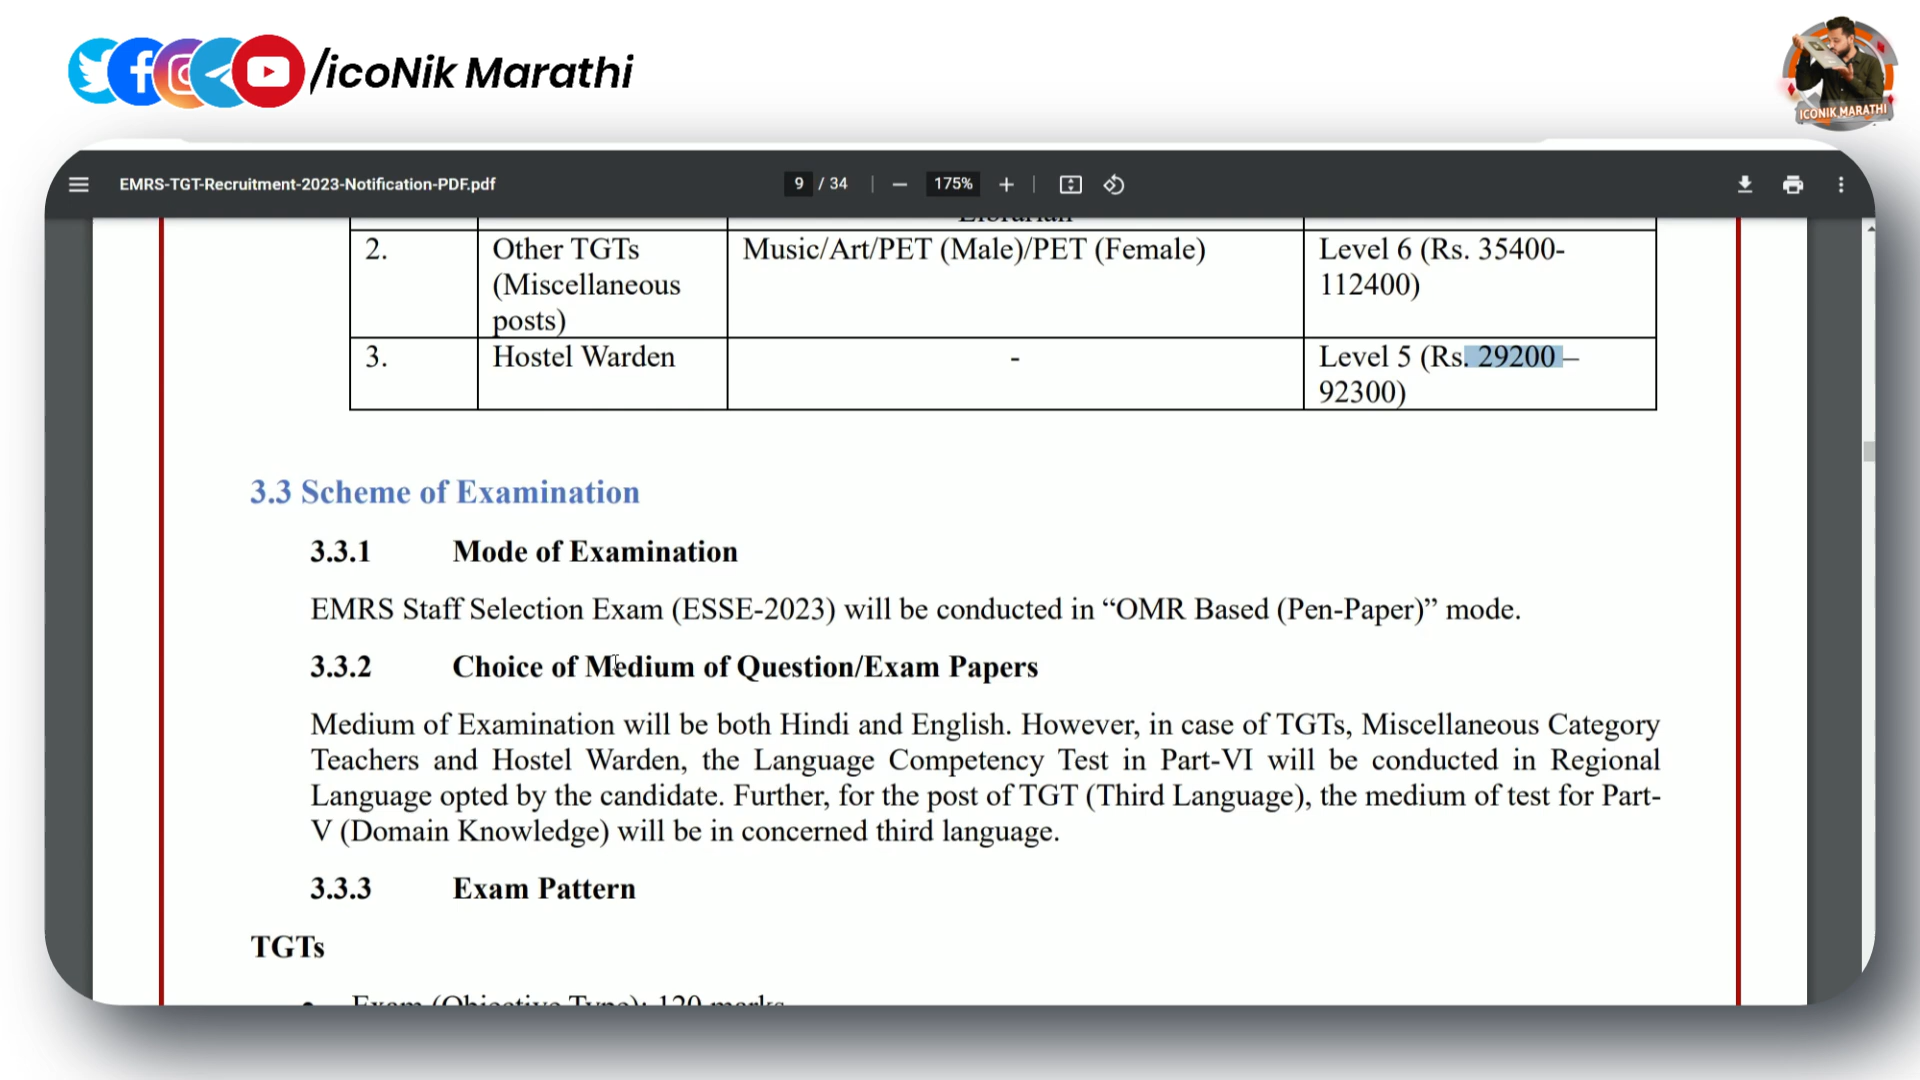 /icoNik Marathi
ICONIK MARATHI
EMRS-TGT-Recruitment-2023-Notification-PDF.pdf
9 / 34
175%
Librarian
2.
Other TGTs
(Miscellaneous
posts)
Music/Art/PET (Male)/PET (Female)
Level 6 (Rs. 35400-
112400)
3.
Hostel Warden
-
Level 5 (Rs. 29200 –
92300)
3.3 Scheme of Examination
3.3.1 Mode of Examination
EMRS Staff Selection Exam (ESSE-2023) will be conducted in “OMR Based (Pen-Paper)” mode.
3.3.2 Choice of Medium of Question/Exam Papers
Medium of Examination will be both Hindi and English. However, in case of TGTs, Miscellaneous Category
Teachers and Hostel Warden, the Language Competency Test in Part-VI will be conducted in Regional
Language opted by the candidate. Further, for the post of TGT (Third Language), the medium of test for Part-
V (Domain Knowledge) will be in concerned third language.
3.3.3 Exam Pattern
TGTs
• Exam (Objective Type): 120 marks